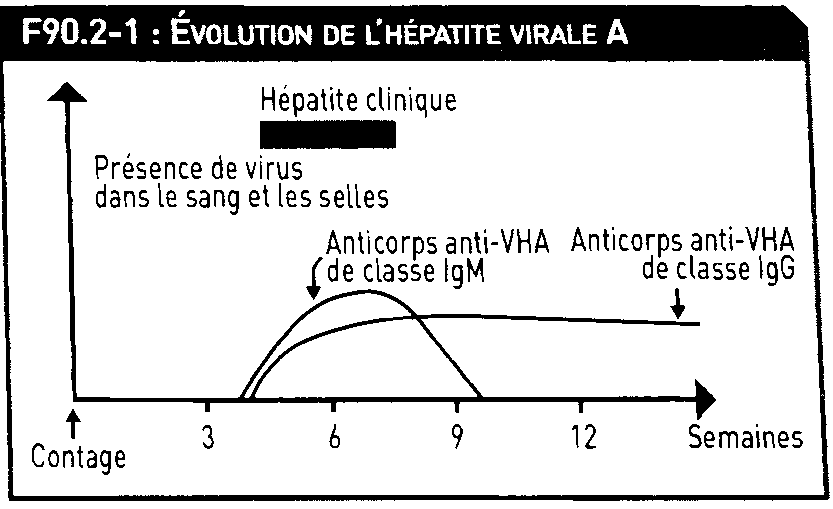 F90.2-1 : ÉVOLUTION DE L'HÉPATITE VIRALE A
Hépatite clinique
Présence de virus
dans le sang et les selles
Anticorps anti-VHA
de classe IgM
Anticorps anti-VHA
de classe IgG
3
6
9
12
Semaines
Contage